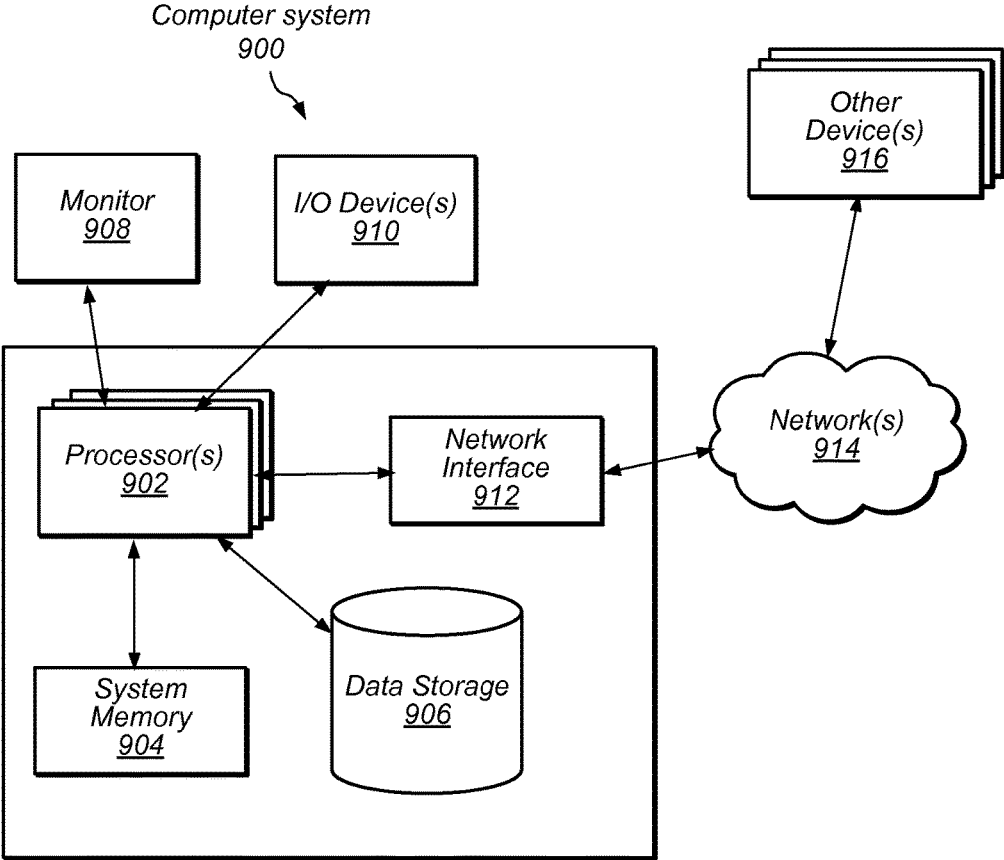 Computer system
900
Other
Device(s)
916
Monitor
908
I/O Device(s)
910
Processor(s)
902
Network
Interface
912
Network(s)
914
System
Memory
904
Data Storage
906